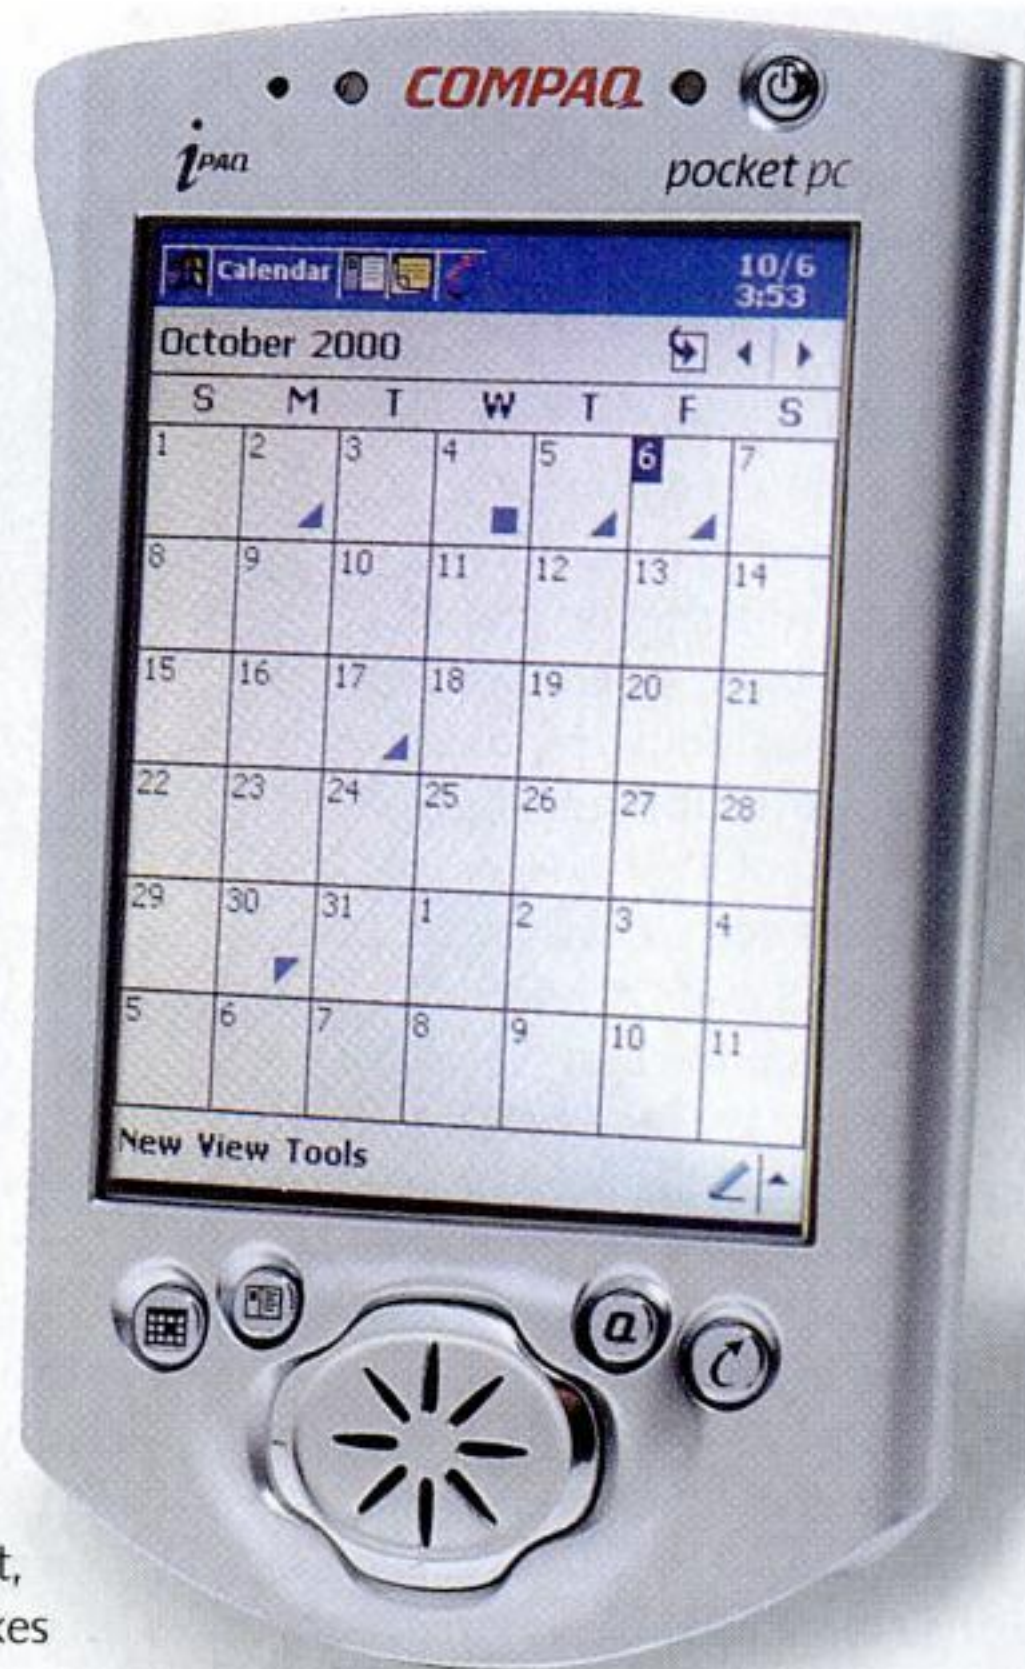 COMPAQ
iPAQ
pocket pc
Calendar
10/6
3:53
October 2000
S M T W T F S
1 2 3 4 5 6 7
8 9 10 11 12 13 14
15 16 17 18 19 20 21
22 23 24 25 26 27 28
29 30 31 1 2 3 4
5 6 7 8 9 10 11
New View Tools
Q
t,
kes